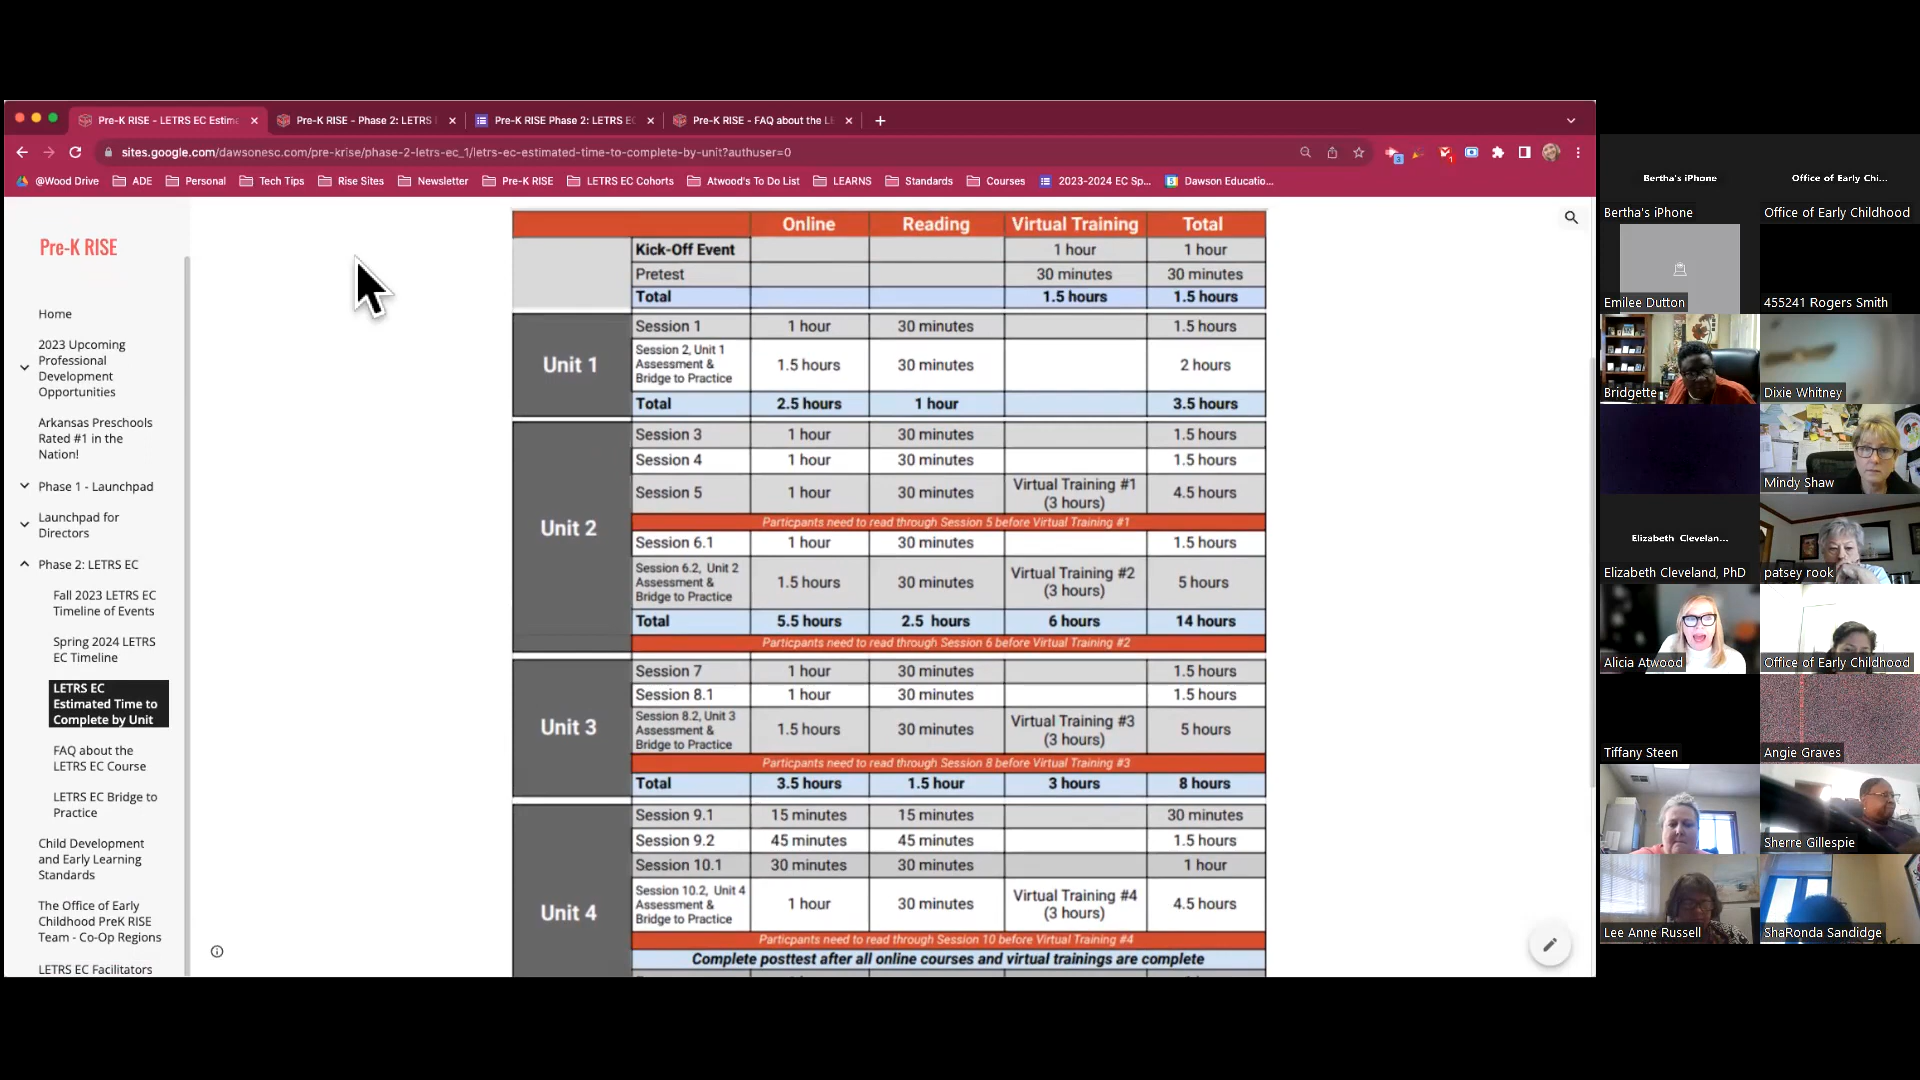 Pre-K RISE - LETRS EC Estim
Pre-K RISE - Phase 2: LETRS
Pre-K RISE Phase 2: LETRS EC
Pre-K RISE - FAQ about the L
sites.google.com/dawsonesc.com/pre-krise/phase-2-letrs-ec_1/letrs-ec-estimated-time-to-complete-by-unit?authuser=0
@Wood Drive ADE Personal Tech Tips Rise Sites Newsletter Pre-K RISE LETRS EC Cohorts Atwood's To Do List LEARNS Standards Courses 2023-2024 EC Sp... Dawson Educatio...
Pre-K RISE
Home
2023 Upcoming
Professional
Development
Opportunities
Arkansas Preschools
Rated #1 in the
Nation!
Phase 1 - Launchpad
Launchpad for
Directors
Phase 2: LETRS EC
Fall 2023 LETRS EC
Timeline of Events
Spring 2024 LETRS
EC Timeline
LETRS EC
Estimated Time to
Complete by Unit
FAQ about the
LETRS EC Course
LETRS EC Bridge to
Practice
Child Development
and Early Learning
Standards
The Office of Early
Childhood PreK RISE
Team - Co-Op Regions
LETRS EC Facilitators
Online Reading Virtual Training Total
Kick-Off Event 1 hour 1 hour
Pretest 30 minutes 30 minutes
Total 1.5 hours 1.5 hours
Unit 1
Session 1 1 hour 30 minutes 1.5 hours
Session 2, Unit 1
Assessment &
Bridge to Practice
1.5 hours 30 minutes 2 hours
Total 2.5 hours 1 hour 3.5 hours
Unit 2
Session 3 1 hour 30 minutes 1.5 hours
Session 4 1 hour 30 minutes 1.5 hours
Session 5 1 hour 30 minutes
Virtual Training #1
(3 hours)
4.5 hours
Particpants need to read through Session 5 before Virtual Training #1
Session 6.1 1 hour 30 minutes 1.5 hours
Session 6.2, Unit 2
Assessment &
Bridge to Practice
1.5 hours 30 minutes
Virtual Training #2
(3 hours)
5 hours
Total 5.5 hours 2.5 hours 6 hours 14 hours
Particpants need to read through Session 6 before Virtual Training #2
Unit 3
Session 7 1 hour 30 minutes 1.5 hours
Session 8.1 1 hour 30 minutes 1.5 hours
Session 8.2, Unit 3
Assessment &
Bridge to Practice
1.5 hours 30 minutes
Virtual Training #3
(3 hours)
5 hours
Particpants need to read through Session 8 before Virtual Training #3
Total 3.5 hours 1.5 hour 3 hours 8 hours
Unit 4
Session 9.1 15 minutes 15 minutes 30 minutes
Session 9.2 45 minutes 45 minutes 1.5 hours
Session 10.1 30 minutes 30 minutes 1 hour
Session 10.2, Unit 4
Assessment &
Bridge to Practice
1 hour 30 minutes
Virtual Training #4
(3 hours)
4.5 hours
Particpants need to read through Session 10 before Virtual Training #4
Complete posttest after all online courses and virtual trainings are complete
Bertha's iPhone
Office of Early Chi...
Bertha's iPhone
Office of Early Childhood
Emilee Dutton
455241 Rogers Smith
Bridgette
Dixie Whitney
Mindy Shaw
Elizabeth Clevelan...
Elizabeth Cleveland, PhD
patsey rook
Alicia Atwood
Office of Early Childhood
Tiffany Steen
Angie Graves
Sherre Gillespie
Lee Anne Russell
ShaRonda Sandidge